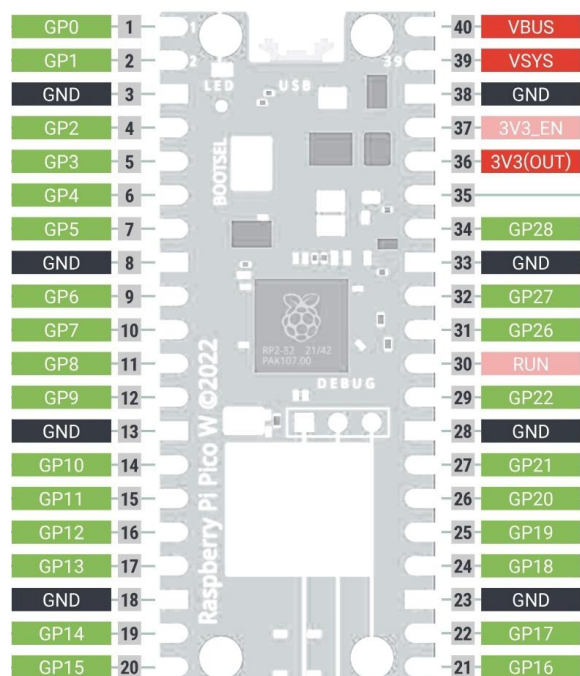 GP0 1
GP1 2
GND 3
GP2 4
GP3 5
GP4 6
GP5 7
GND 8
GP6 9
GP7 10
GP8 11
GP9 12
GND 13
GP10 14
GP11 15
GP12 16
GP13 17
GND 18
GP14 19
GP15 20
1
2
39
LED
USB
BOOTSEL
RP2-B2 21/42
PAK107.00
DEBUG
Raspberry Pi Pico W ©2022
40 VBUS
39 VSYS
38 GND
37 3V3_EN
36 3V3(OUT)
35
34 GP28
33 GND
32 GP27
31 GP26
30 RUN
29 GP22
28 GND
27 GP21
26 GP20
25 GP19
24 GP18
23 GND
22 GP17
21 GP16